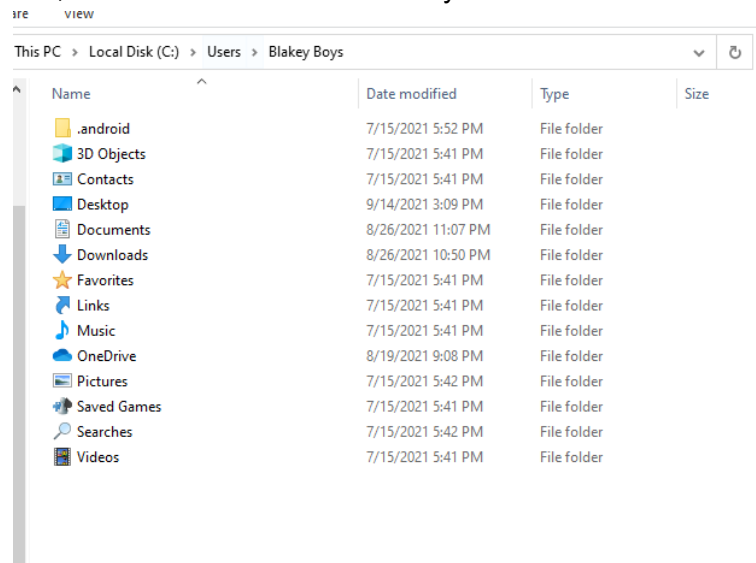 are View
This PC > Local Disk (C:) > Users > Blakey Boys
Name Date modified Type Size
.android 7/15/2021 5:52 PM File folder
3D Objects 7/15/2021 5:41 PM File folder
Contacts 7/15/2021 5:41 PM File folder
Desktop 9/14/2021 3:09 PM File folder
Documents 8/26/2021 11:07 PM File folder
Downloads 8/26/2021 10:50 PM File folder
Favorites 7/15/2021 5:41 PM File folder
Links 7/15/2021 5:41 PM File folder
Music 7/15/2021 5:41 PM File folder
OneDrive 8/19/2021 9:08 PM File folder
Pictures 7/15/2021 5:42 PM File folder
Saved Games 7/15/2021 5:41 PM File folder
Searches 7/15/2021 5:42 PM File folder
Videos 7/15/2021 5:41 PM File folder